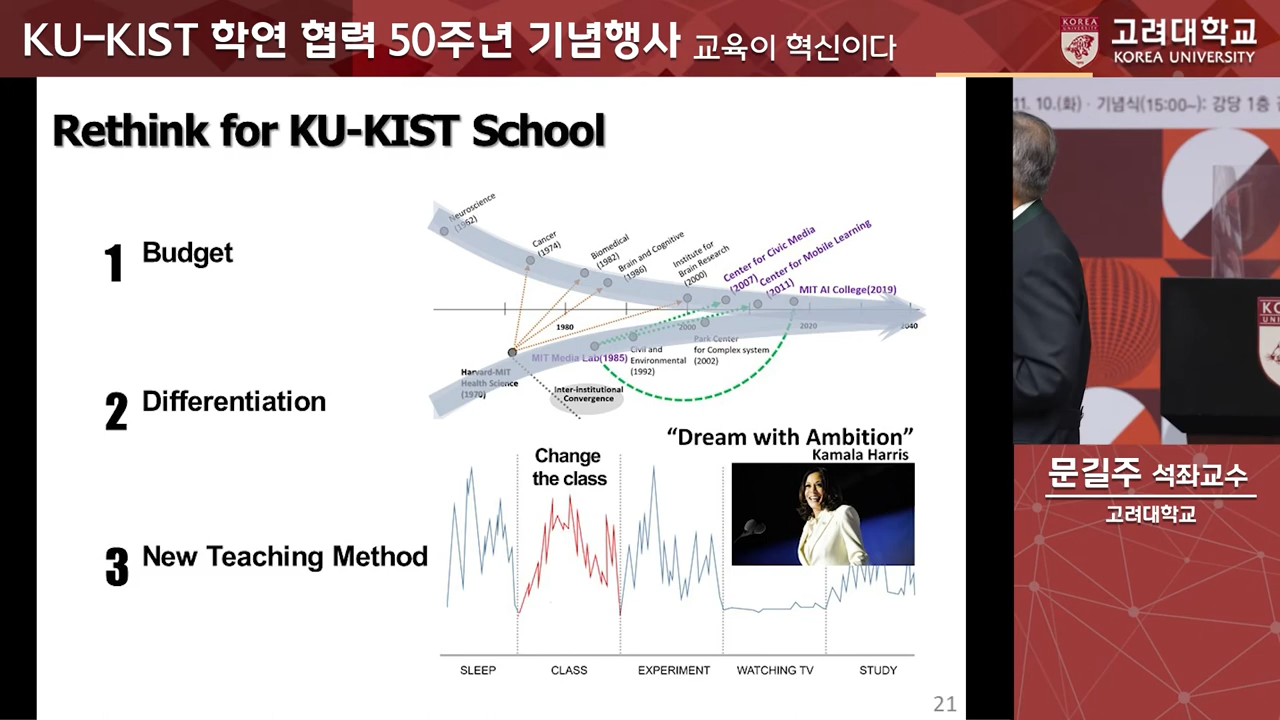 KU-KIST 학연 협력 50주년 기념행사 교육이 혁신이다
KOREA
UNIVERSITY
고려대학교
KOREA UNIVERSITY
11. 10.(화) · 기념식(15:00~): 강당 1층
Rethink for KU-KIST School
1 Budget
2 Differentiation
3 New Teaching Method
Neuroscience
(1962)
Cancer
(1974)
Biomedical
(1982)
Brain and Cognitive
(1986)
Institute for
Brain Research
(2000)
Center for Civic Media
(2007)
Center for Mobile Learning
(2011)
MIT AI College(2019)
1980
2000
2020
2040
MIT Media Lab(1985)
Civil and
Environmental
(1992)
Park Center
for Complex system
(2002)
Harvard-MIT
Health Science
(1970)
Inter-institutional
Convergence
“Dream with Ambition”
Kamala Harris
Change
the class
SLEEP
CLASS
EXPERIMENT
WATCHING TV
STUDY
21
문길주 석좌교수
고려대학교